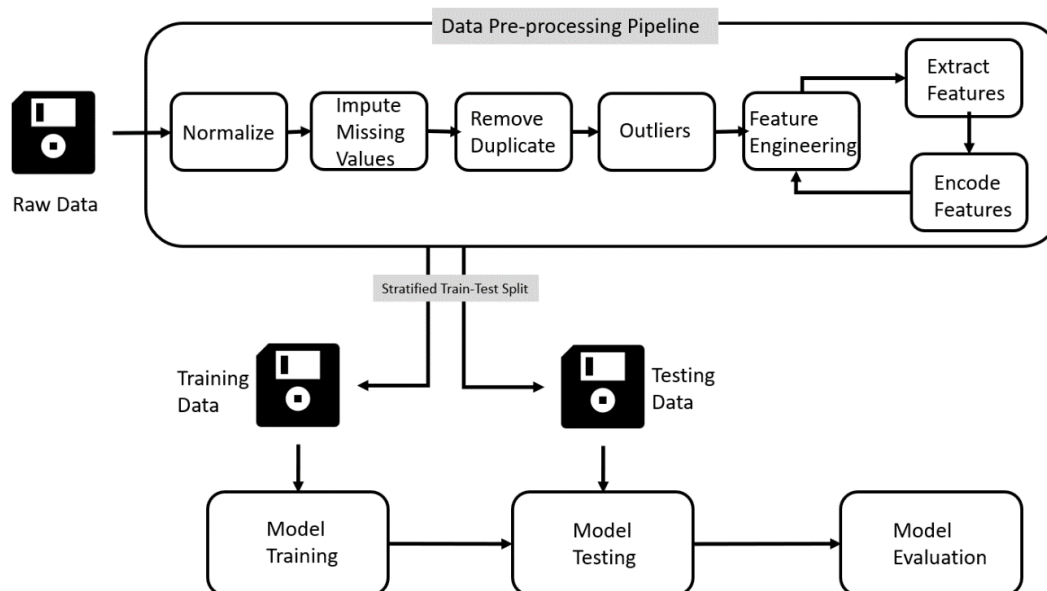 Data Pre-processing Pipeline
Raw Data
Normalize
Impute
Missing
Values
Remove
Duplicate
Outliers
Feature
Engineering
Extract
Features
Encode
Features
Stratified Train-Test Split
Training
Data
Testing
Data
Model
Training
Model
Testing
Model
Evaluation